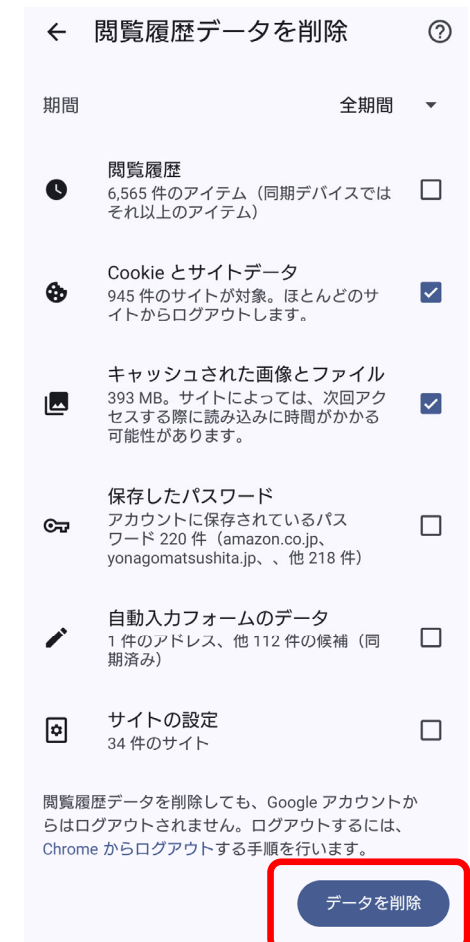 閲覧履歴データを削除
期間 全期間
閲覧履歴
6,565 件のアイテム（同期デバイスでは
それ以上のアイテム）
Cookie とサイトデータ
945 件のサイトが対象。ほとんどのサ
イトからログアウトします。
キャッシュされた画像とファイル
393 MB。サイトによっては、次回アク
セスする際に読み込みに時間がかかる
可能性があります。
保存したパスワード
アカウントに保存されているパス
ワード 220 件（amazon.co.jp、
yonagomatsushita.jp、、他 218 件）
自動入力フォームのデータ
1 件のアドレス、他 112 件の候補（同
期済み）
サイトの設定
34 件のサイト
閲覧履歴データを削除しても、Google アカウントか
らはログアウトされません。ログアウトするには、
Chrome からログアウトする手順を行います。
データを削除